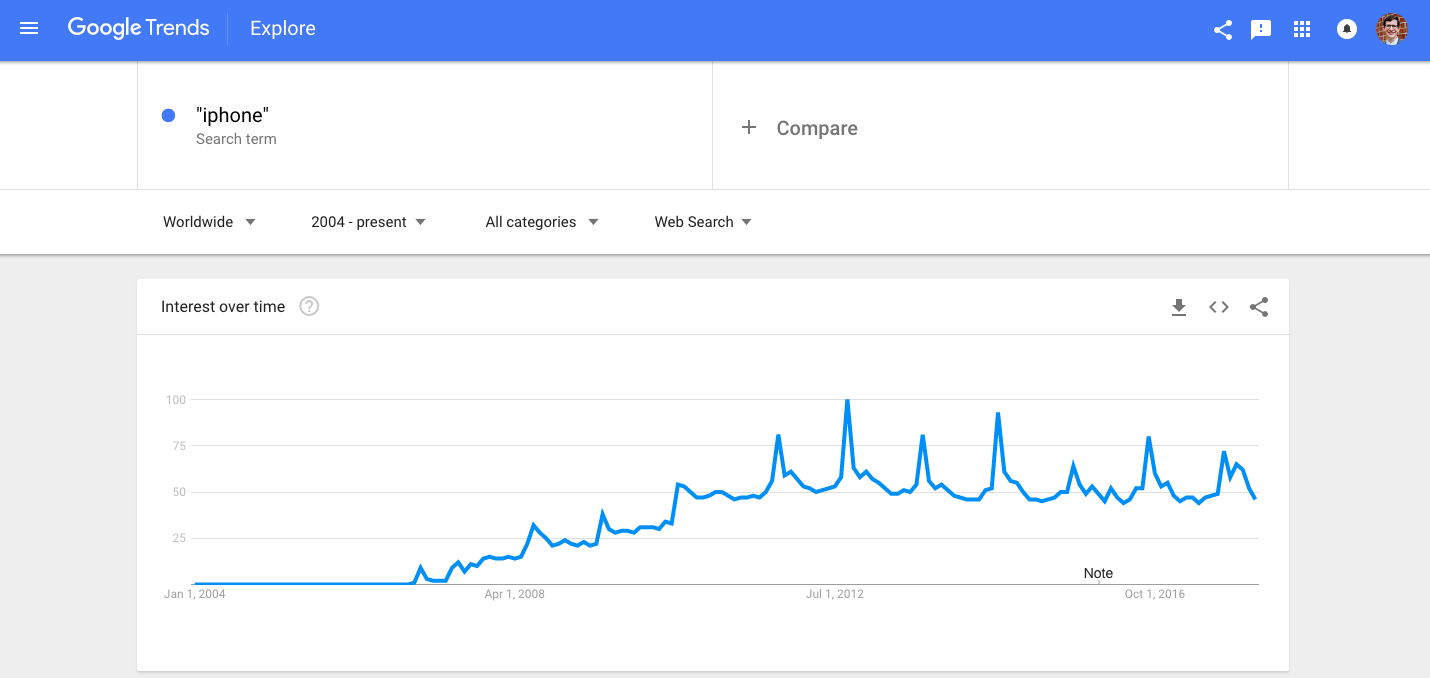 Google Trends Explore
"iphone"
Search term
Compare
Worldwide 2004 - present All categories Web Search
Interest over time ?
100
75
50
25
Note
Jan 1, 2004 Apr 1, 2008 Jul 1, 2012 Oct 1, 2016